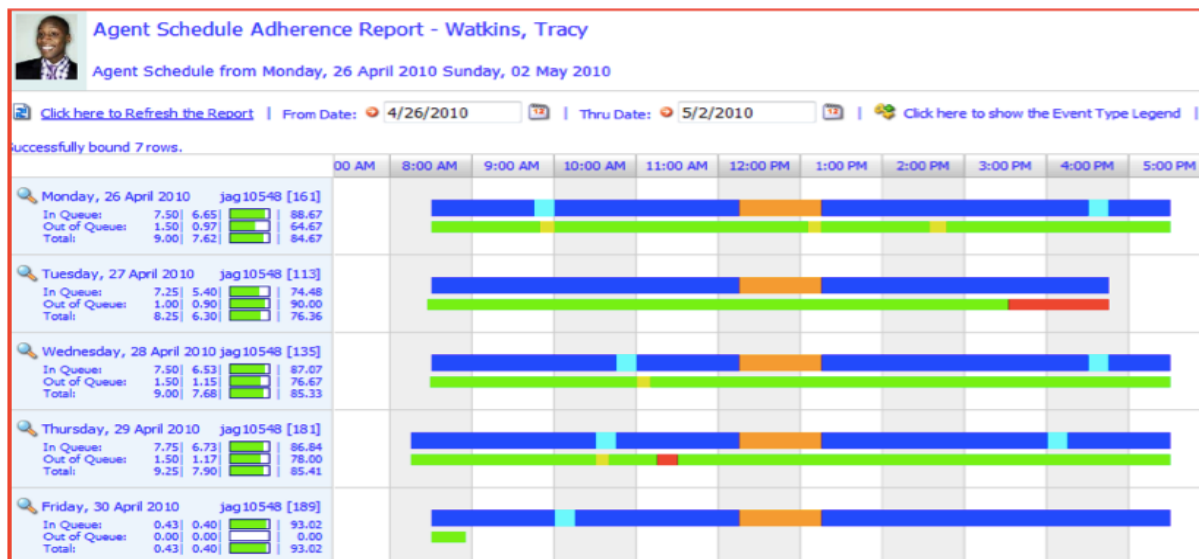 Agent Schedule Adherence Report - Watkins, Tracy
Agent Schedule from Monday, 26 April 2010 Sunday, 02 May 2010
Click here to Refresh the Report | From Date: 4/26/2010 12 | Thru Date: 5/2/2010 12 | Click here to show the Event Type Legend |
uccessfully bound 7 rows.
00 AM 8:00 AM 9:00 AM 10:00 AM 11:00 AM 12:00 PM 1:00 PM 2:00 PM 3:00 PM 4:00 PM 5:00 PM
Monday, 26 April 2010 jag10548 [161]
In Queue: 7.50| 6.65| | 88.67
Out of Queue: 1.50| 0.97| | 64.67
Total: 9.00| 7.62| | 84.67
Tuesday, 27 April 2010 jag10548 [113]
In Queue: 7.25| 5.40| | 74.48
Out of Queue: 1.00| 0.90| | 90.00
Total: 8.25| 6.30| | 76.36
Wednesday, 28 April 2010 jag10548 [135]
In Queue: 7.50| 6.53| | 87.07
Out of Queue: 1.50| 1.15| | 76.67
Total: 9.00| 7.68| | 85.33
Thursday, 29 April 2010 jag10548 [181]
In Queue: 7.75| 6.73| | 86.84
Out of Queue: 1.50| 1.17| | 78.00
Total: 9.25| 7.90| | 85.41
Friday, 30 April 2010 jag10548 [189]
In Queue: 0.43| 0.40| | 93.02
Out of Queue: 0.00| 0.00| | 0.00
Total: 0.43| 0.40| | 93.02